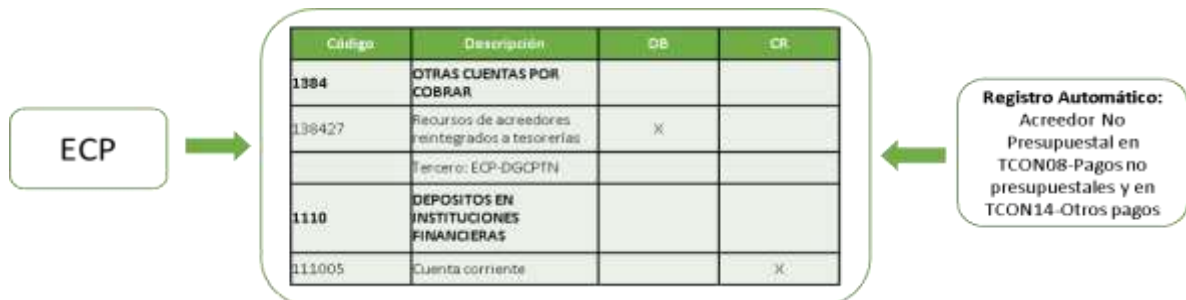 ECP
Código Descripción DB CR
1384 OTRAS CUENTAS POR
COBRAR
138427 Recursos de acreedores
reintegrados a tesorerías X
Tercero: ECP-DGCPTN
1110 DEPOSITOS EN
INSTITUCIONES
FINANCIERAS
111005 Cuenta corriente X
Registro Automático:
Acreedor No
Presupuestal en
TCON08-Pagos no
presupuestales y en
TCON14-Otros pagos